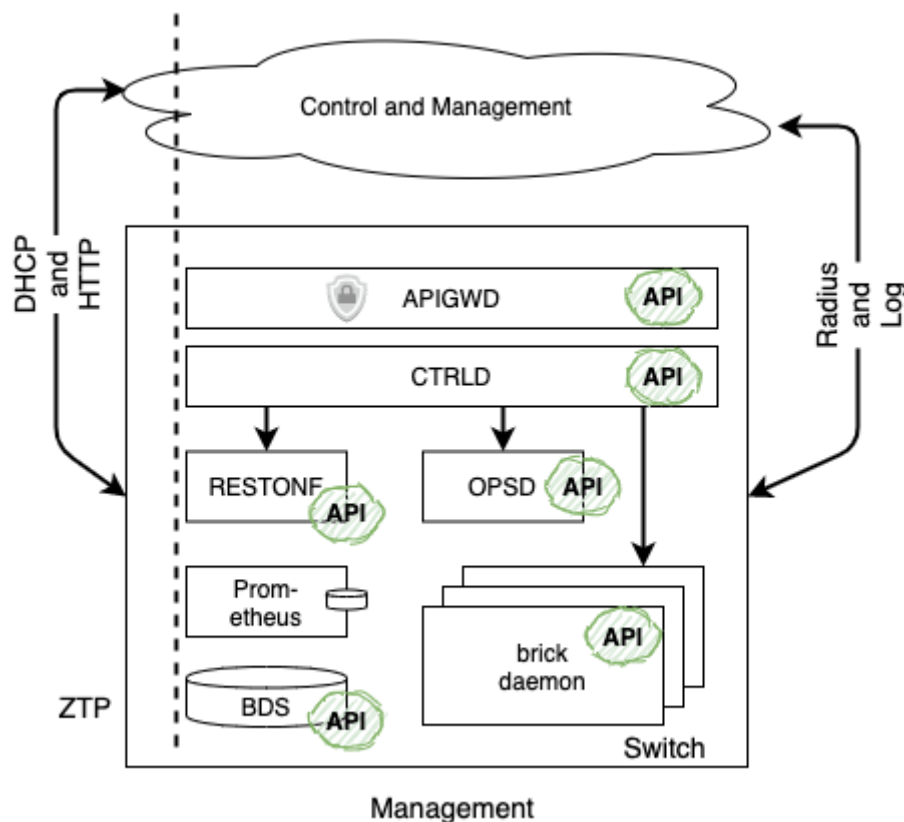 Control and Management
DHCP
and
HTTP
Radius
and
Log
APIGWD
API
CTRLD
API
RESTONF
API
OPSD
API
Prom-
etheus
brick
daemon
API
BDS
API
ZTP
Switch
Management